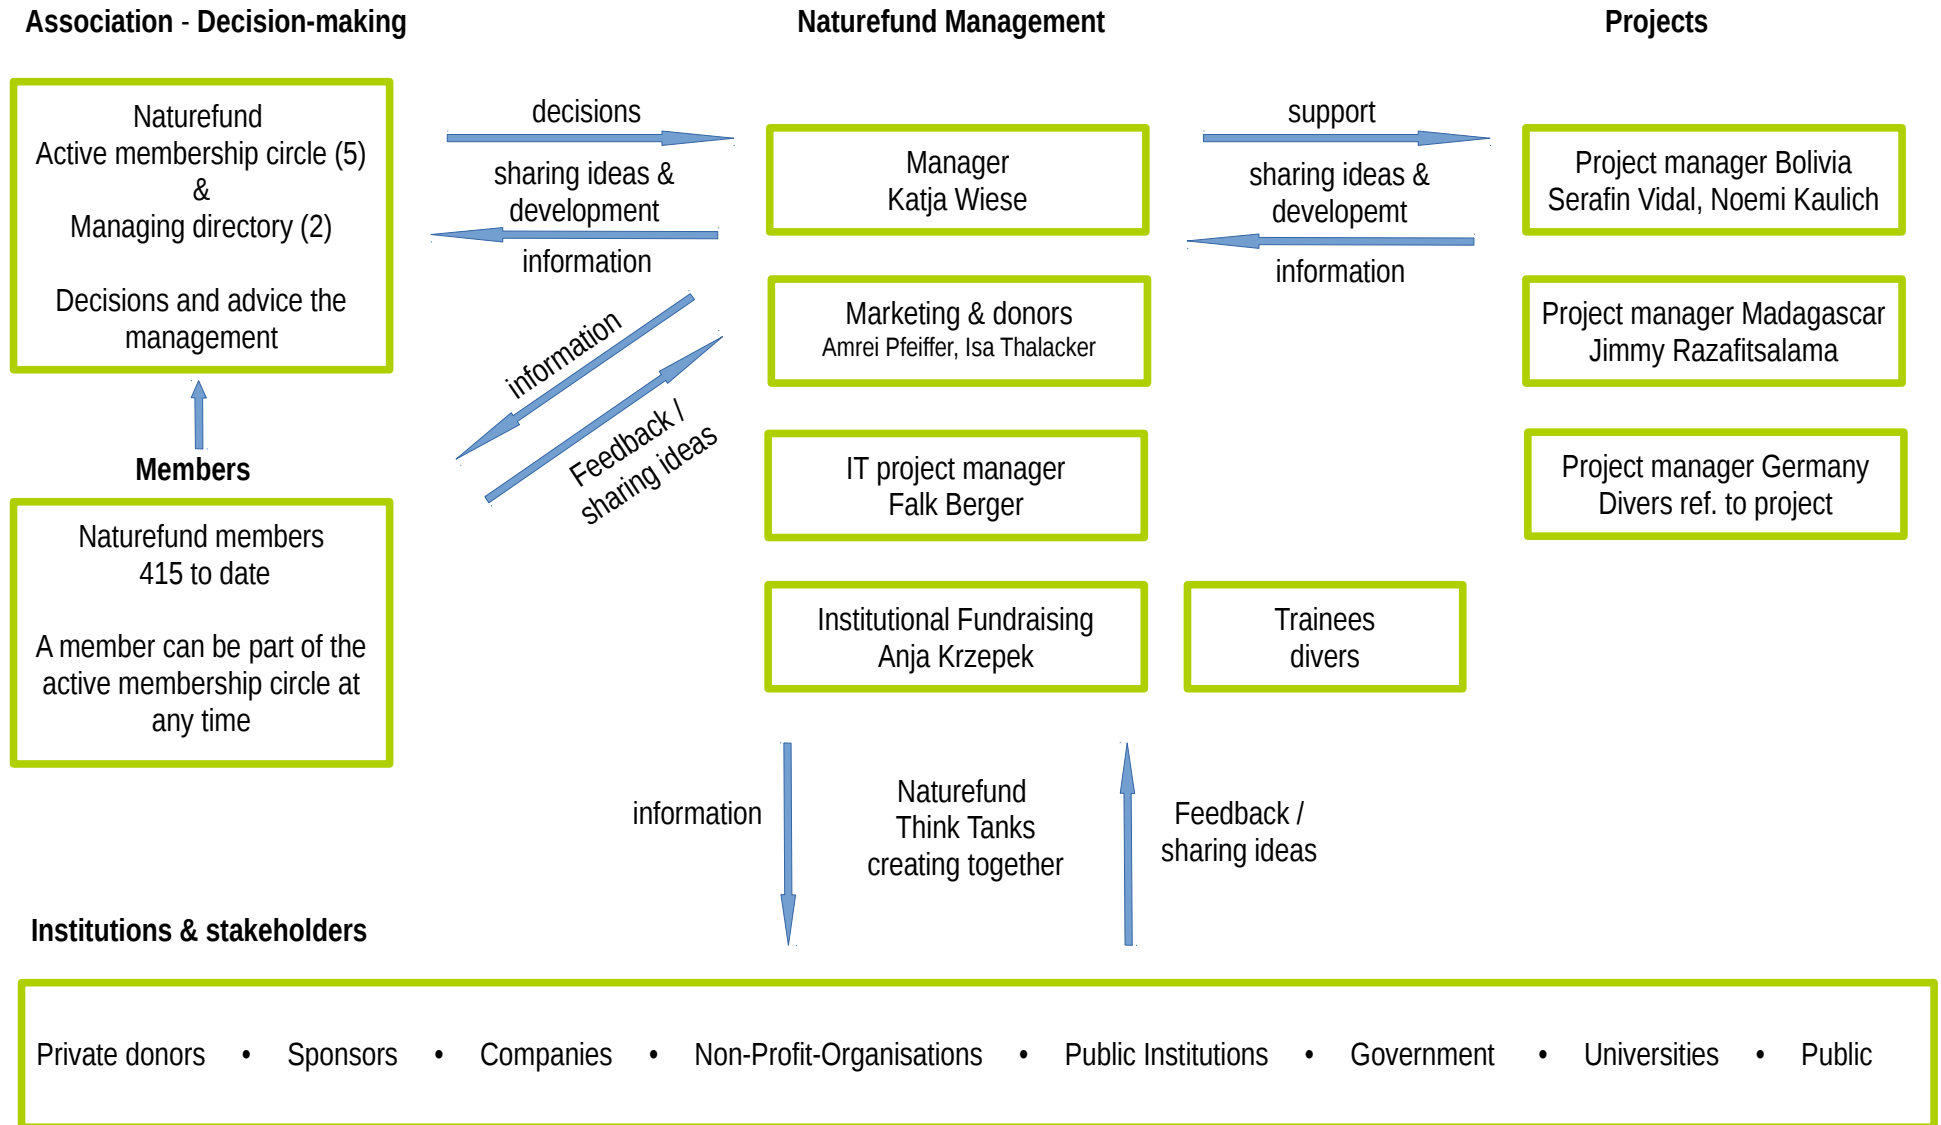 Association - Decision-making
Naturefund
Active membership circle (5)
&
Managing directory (2)
Decisions and advice the
management
Members
Naturefund members
415 to date
A member can be part of the
active membership circle at
any time
decisions
sharing ideas &
development
information
information
Feedback /
sharing ideas
Naturefund Management
Manager
Katja Wiese
Marketing & donors
Amrei Pfeiffer, Isa Thalacker
IT project manager
Falk Berger
Institutional Fundraising
Anja Krzepek
Trainees
divers
support
sharing ideas &
developemt
information
Projects
Project manager Bolivia
Serafin Vidal, Noemi Kaulich
Project manager Madagascar
Jimmy Razafitsalama
Project manager Germany
Divers ref. to project
information
Naturefund
Think Tanks
creating together
Feedback /
sharing ideas
Institutions & stakeholders
Private donors • Sponsors • Companies • Non-Profit-Organisations • Public Institutions • Government • Universities • Public